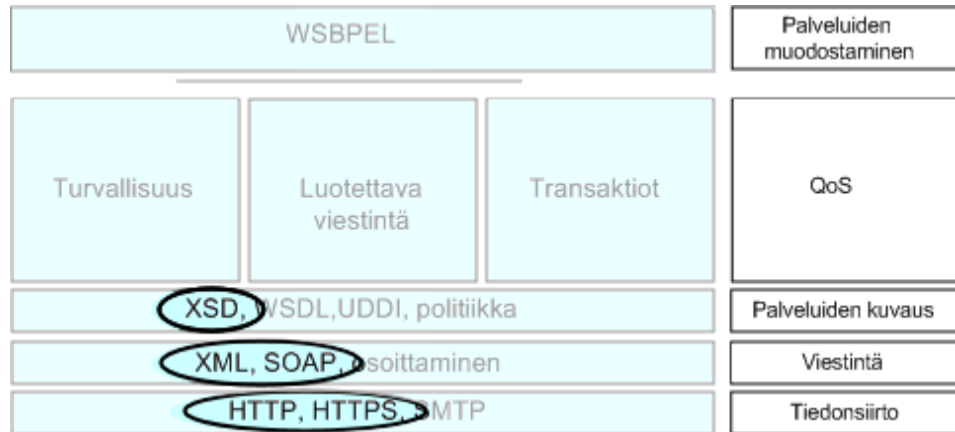 WSBPEL
Palveluiden
muodostaminen
Turvallisuus
Luotettava
viestintä
Transaktiot
QoS
XSD, WSDL,UDDI, politiikka
Palveluiden kuvaus
XML, SOAP, osoittaminen
Viestintä
HTTP, HTTPS, SMTP
Tiedonsiirto